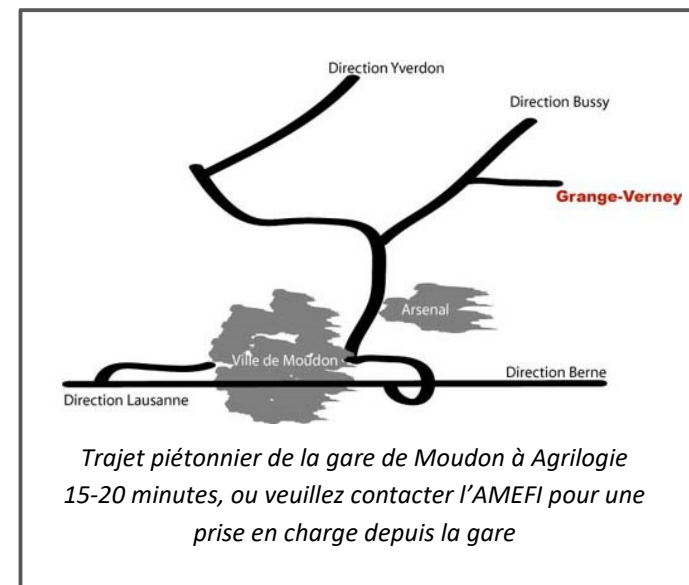 Direction Yverdon
Direction Bussy
Grange-Verney
Arsenal
Ville de Moudon
Direction Berne
Direction Lausanne
Trajet piétonnier de la gare de Moudon à Agrilogie
15-20 minutes, ou veuillez contacter l’AMEFI pour une
prise en charge depuis la gare